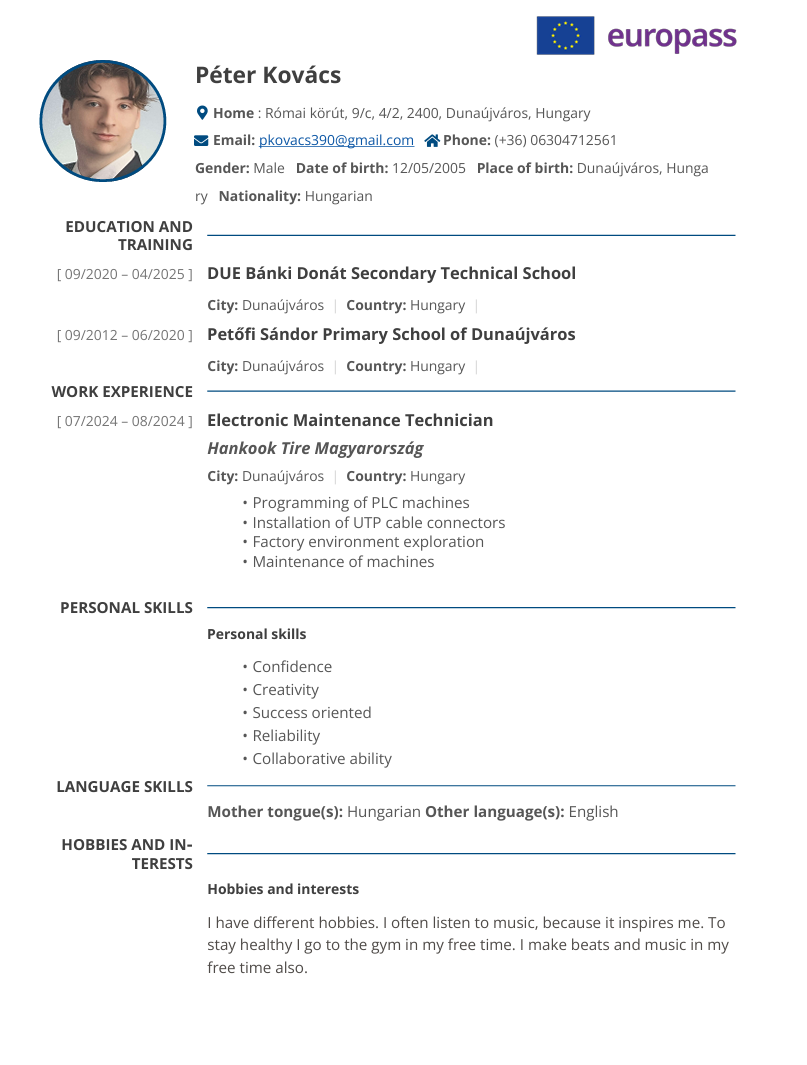 europass
Péter Kovács
Home : Római körút, 9/c, 4/2, 2400, Dunaújváros, Hungary
Email: pkovacs390@gmail.com Phone: (+36) 06304712561
Gender: Male Date of birth: 12/05/2005 Place of birth: Dunaújváros, Hunga
ry Nationality: Hungarian
EDUCATION AND
TRAINING
[ 09/2020 – 04/2025 ] DUE Bánki Donát Secondary Technical School
City: Dunaújváros | Country: Hungary |
[ 09/2012 – 06/2020 ] Petőfi Sándor Primary School of Dunaújváros
City: Dunaújváros | Country: Hungary |
WORK EXPERIENCE
[ 07/2024 – 08/2024 ] Electronic Maintenance Technician
Hankook Tire Magyarország
City: Dunaújváros | Country: Hungary
• Programming of PLC machines
• Installation of UTP cable connectors
• Factory environment exploration
• Maintenance of machines
PERSONAL SKILLS
Personal skills
• Confidence
• Creativity
• Success oriented
• Reliability
• Collaborative ability
LANGUAGE SKILLS
Mother tongue(s): Hungarian Other language(s): English
HOBBIES AND IN-
TERESTS
Hobbies and interests
I have different hobbies. I often listen to music, because it inspires me. To
stay healthy I go to the gym in my free time. I make beats and music in my
free time also.